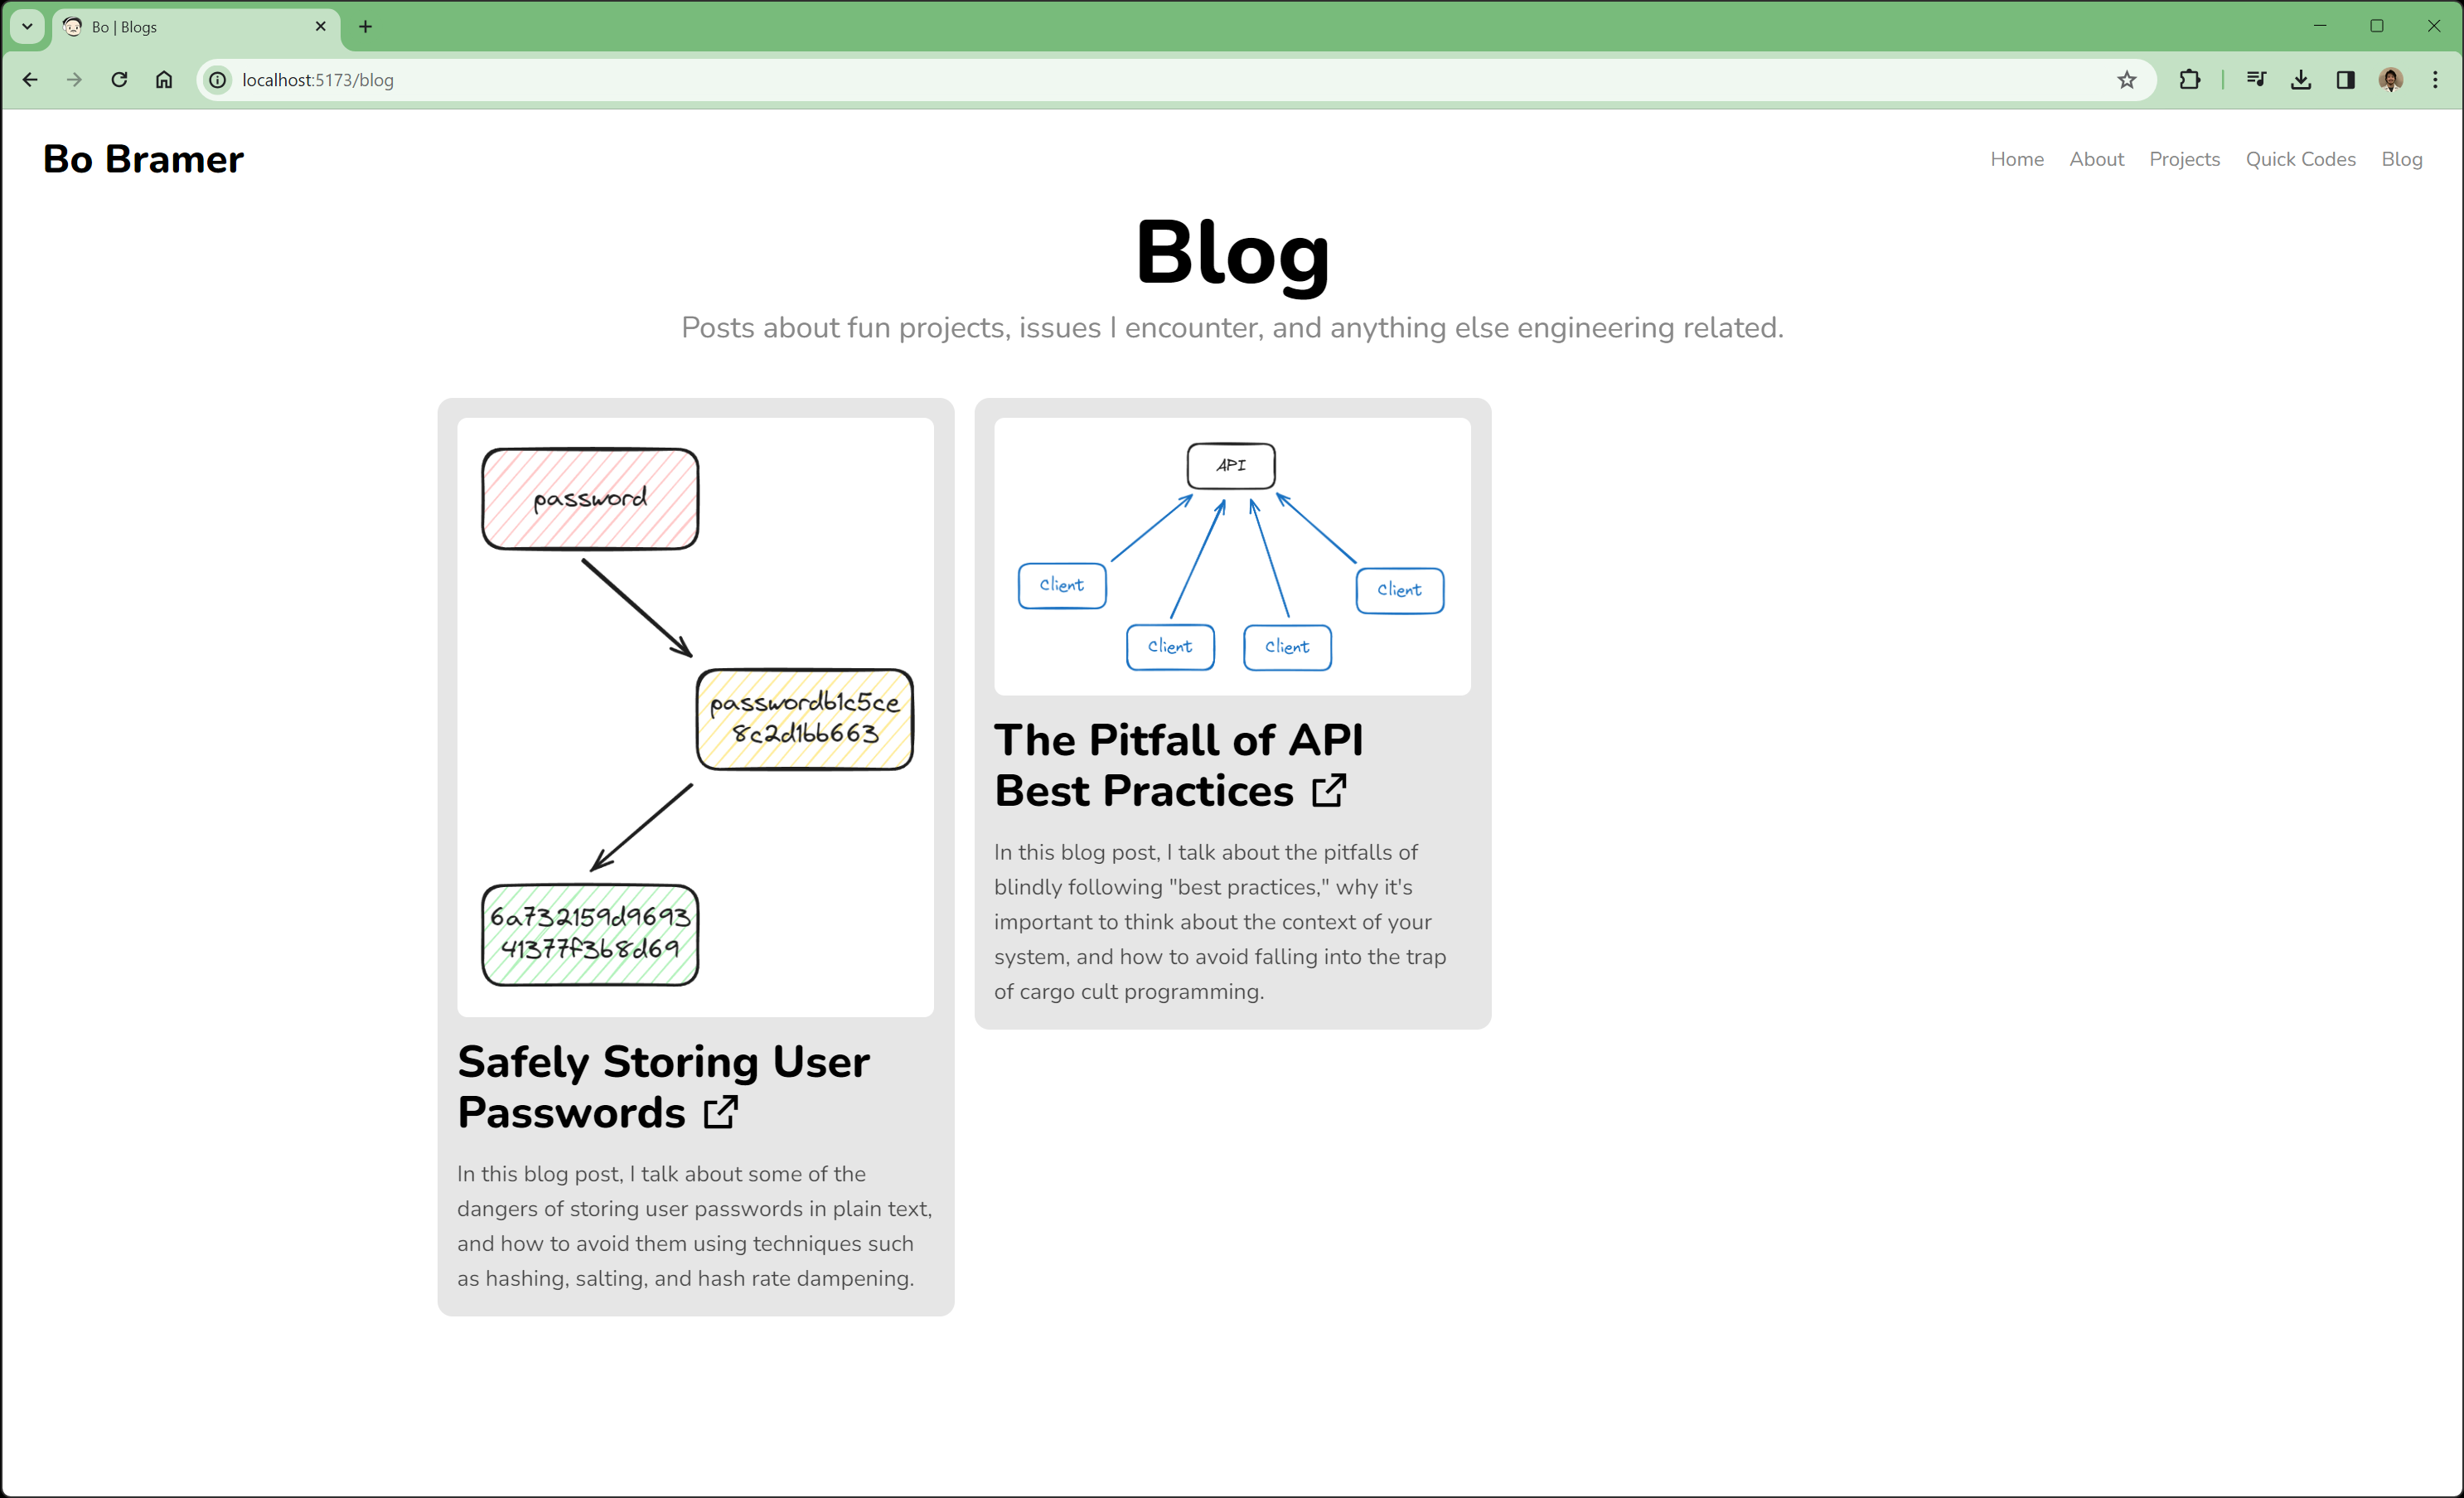 Bo | Blogs
localhost:5173/blog
Bo Bramer
Home About Projects Quick Codes Blog
Blog
Posts about fun projects, issues I encounter, and anything else engineering related.
password
passwordb1c5ce
8c2d1bb663
6a732159d9693
41377f3b8d69
Safely Storing User
Passwords
In this blog post, I talk about some of the
dangers of storing user passwords in plain text,
and how to avoid them using techniques such
as hashing, salting, and hash rate dampening.
API
Client
Client
Client
Client
The Pitfall of API
Best Practices
In this blog post, I talk about the pitfalls of
blindly following "best practices," why it's
important to think about the context of your
system, and how to avoid falling into the trap
of cargo cult programming.